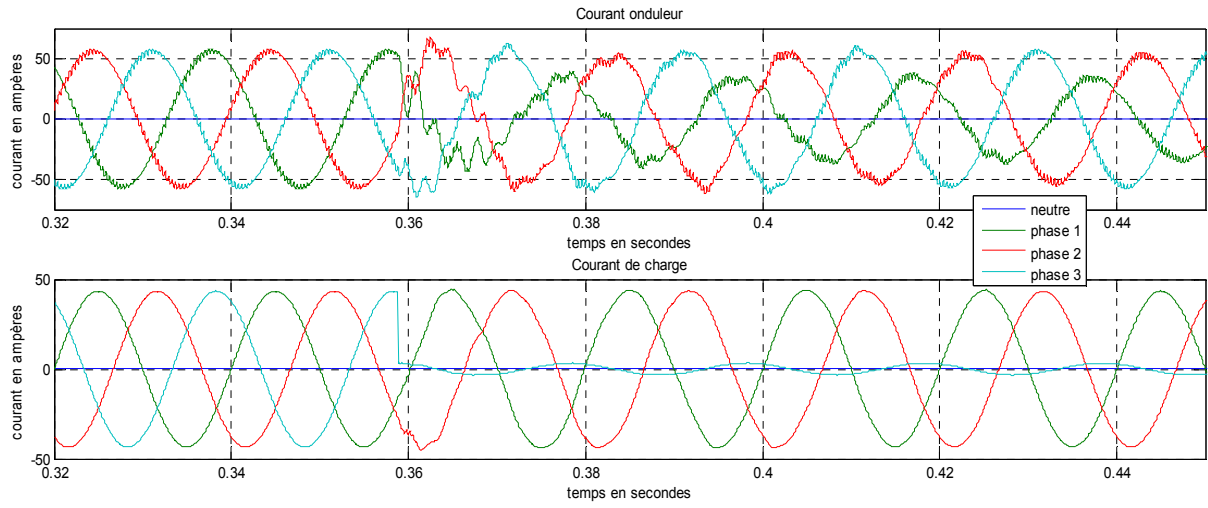 Courant onduleur
courant en ampères
50
0
-50
0.32
0.34
0.36
0.38
0.4
0.42
0.44
temps en secondes
neutre
phase 1
phase 2
phase 3
Courant de charge
courant en ampères
50
0
-50
0.32
0.34
0.36
0.38
0.4
0.42
0.44
temps en secondes